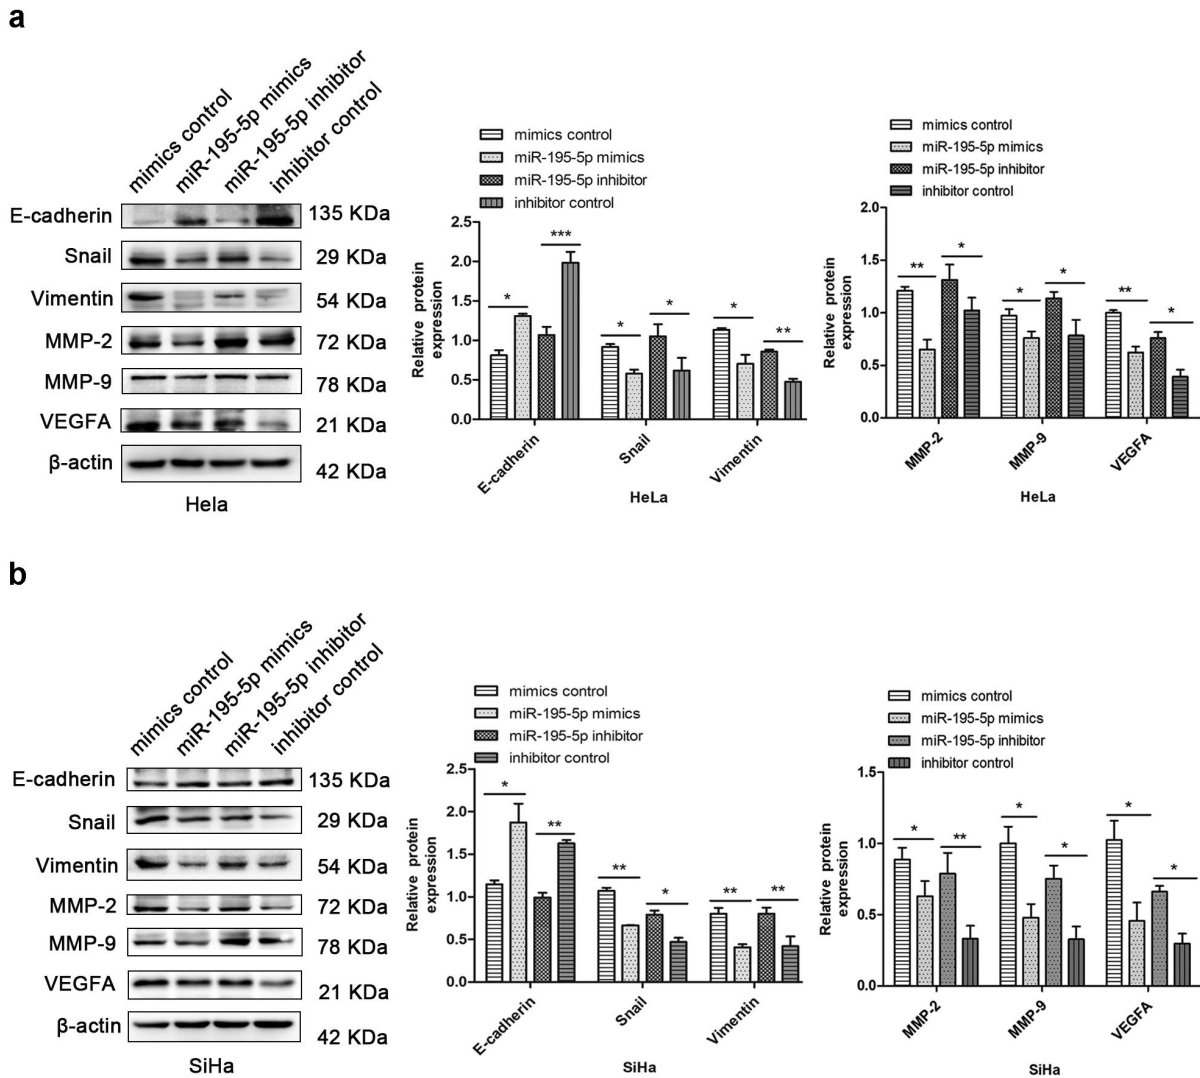 a
mimics control
miR-195-5p mimics
miR-195-5p inhibitor
inhibitor control
E-cadherin 135 KDa
Snail 29 KDa
Vimentin 54 KDa
MMP-2 72 KDa
MMP-9 78 KDa
VEGFA 21 KDa
β-actin 42 KDa
Hela
mimics control
miR-195-5p mimics
miR-195-5p inhibitor
inhibitor control
Relative protein
expression
2.5
2.0
1.5
1.0
0.5
0.0
* *** * * * **
E-cadherin
Snail
Vimentin
HeLa
mimics control
miR-195-5p mimics
miR-195-5p inhibitor
inhibitor control
Relative protein
expression
2.0
1.5
1.0
0.5
0.0
** * * * ** *
MMP-2
MMP-9
VEGFA
HeLa
b
mimics control
miR-195-5p mimics
miR-195-5p inhibitor
inhibitor control
E-cadherin 135 KDa
Snail 29 KDa
Vimentin 54 KDa
MMP-2 72 KDa
MMP-9 78 KDa
VEGFA 21 KDa
β-actin 42 KDa
SiHa
mimics control
miR-195-5p mimics
miR-195-5p inhibitor
inhibitor control
Relative protein
expression
2.5
2.0
1.5
1.0
0.5
0.0
* ** ** * ** **
E-cadherin
Snail
Vimentin
SiHa
mimics control
miR-195-5p mimics
miR-195-5p inhibitor
inhibitor control
Relative protein
expression
1.5
1.0
0.5
0.0
* ** * * * *
MMP-2
MMP-9
VEGFA
SiHa